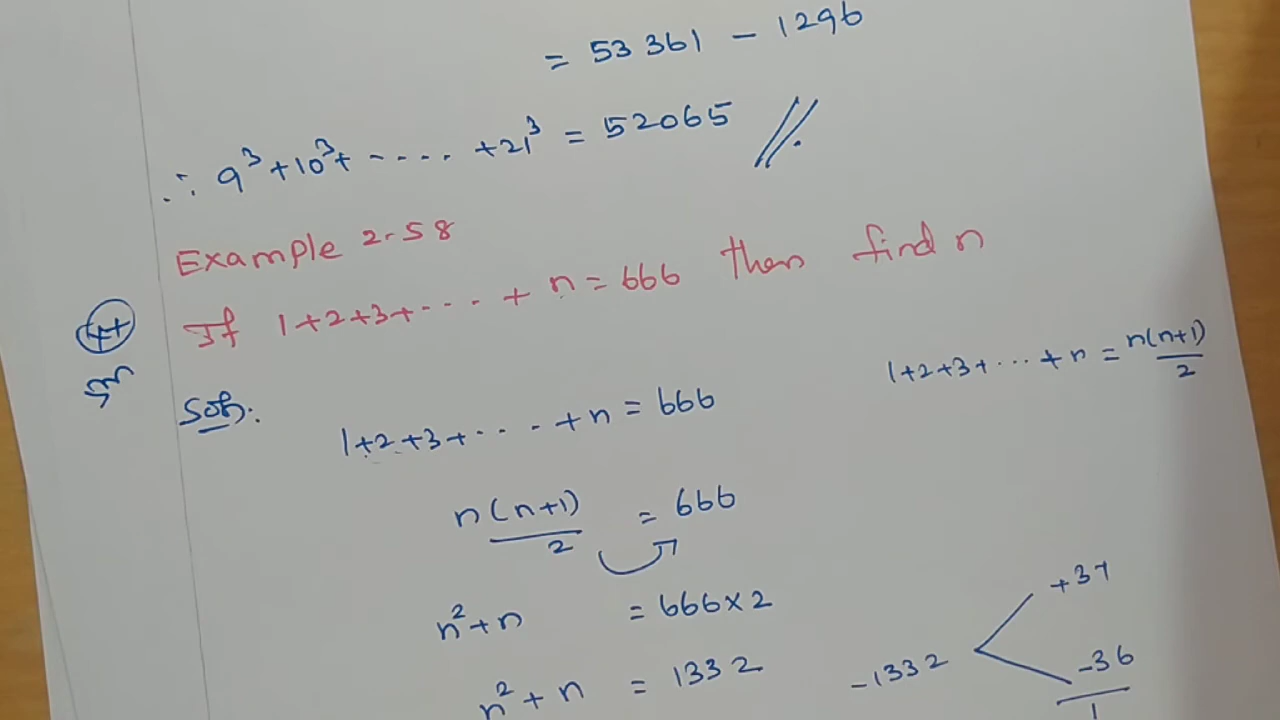 = 53361 - 1296
∴ 9³ + 10³ + - - - - + 21³ = 52065 //.
Example 2.58
If 1+2+3+ - - - + n = 666 then find n
Soln.
1+2+3+ ... + n = n(n+1)/2
1+2+3+ - - - - + n = 666
n(n+1)/2 = 666
n² + n = 666 × 2
n² + n = 1332
-1332
+37
-36
1